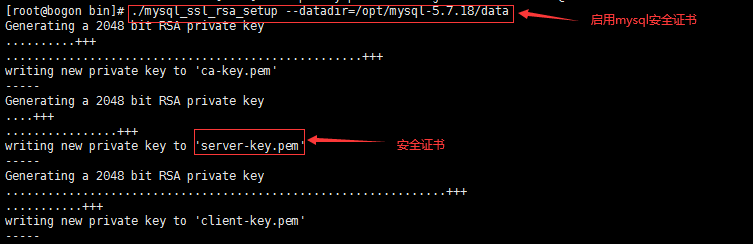 [root@bogon bin]# ./mysql_ssl_rsa_setup --datadir=/opt/mysql-5.7.18/data
启用mysql安全证书
Generating a 2048 bit RSA private key
..........+++
...................................................+++
writing new private key to 'ca-key.pem'
-----
Generating a 2048 bit RSA private key
....+++
................+++
writing new private key to 'server-key.pem'
安全证书
-----
Generating a 2048 bit RSA private key
...............................................................+++
...........+++
writing new private key to 'client-key.pem'
-----